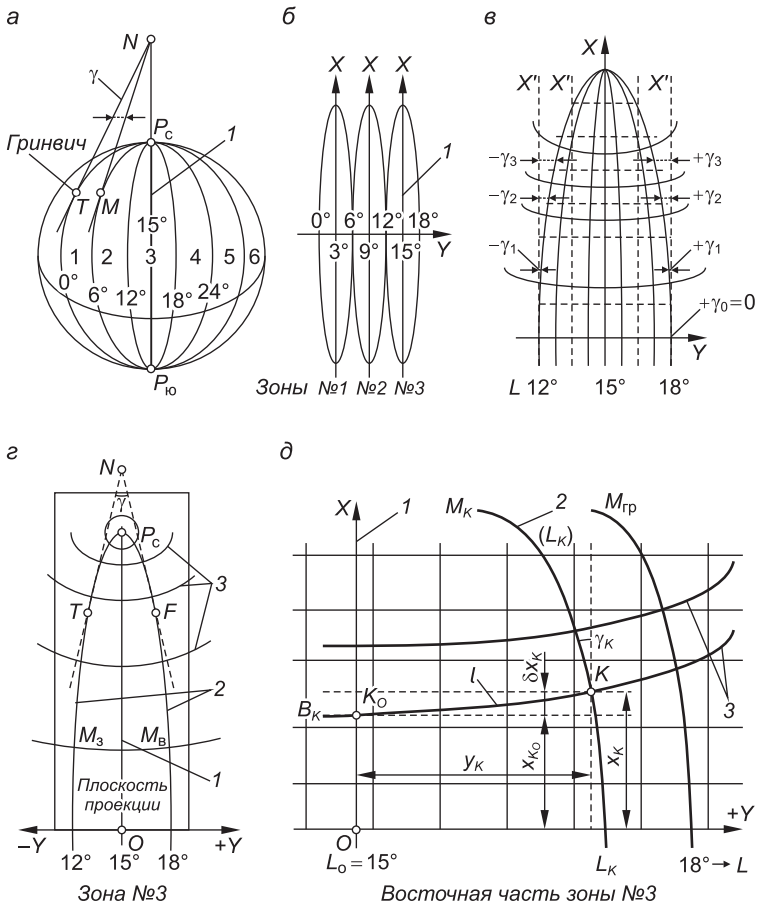 а
N
γ
Pс
1
Гринвич
T M
15°
1 2 3 4 5 6
0° 6° 12° 18° 24°
Pю
б
X X X
1
0° 6° 12° 18°
Y
3° 9° 15°
Зоны №1 №2 №3
в
X
X′ X′ X′
−γ3 +γ3
−γ2 +γ2
−γ1 +γ1
+γ0=0
Y
L 12° 15° 18°
г
N
γ
Pс
3
T F
2
Mз Mв
1
Плоскость
проекции
−Y O +Y
12° 15° 18°
Зона №3
д
X
1
MK
2
(LK)
Mгр
γK
δxK
K
l
3
BK
KO
yK
xKO
xK
O
+Y
Lo = 15°
LK
18° → L
Восточная часть зоны №3